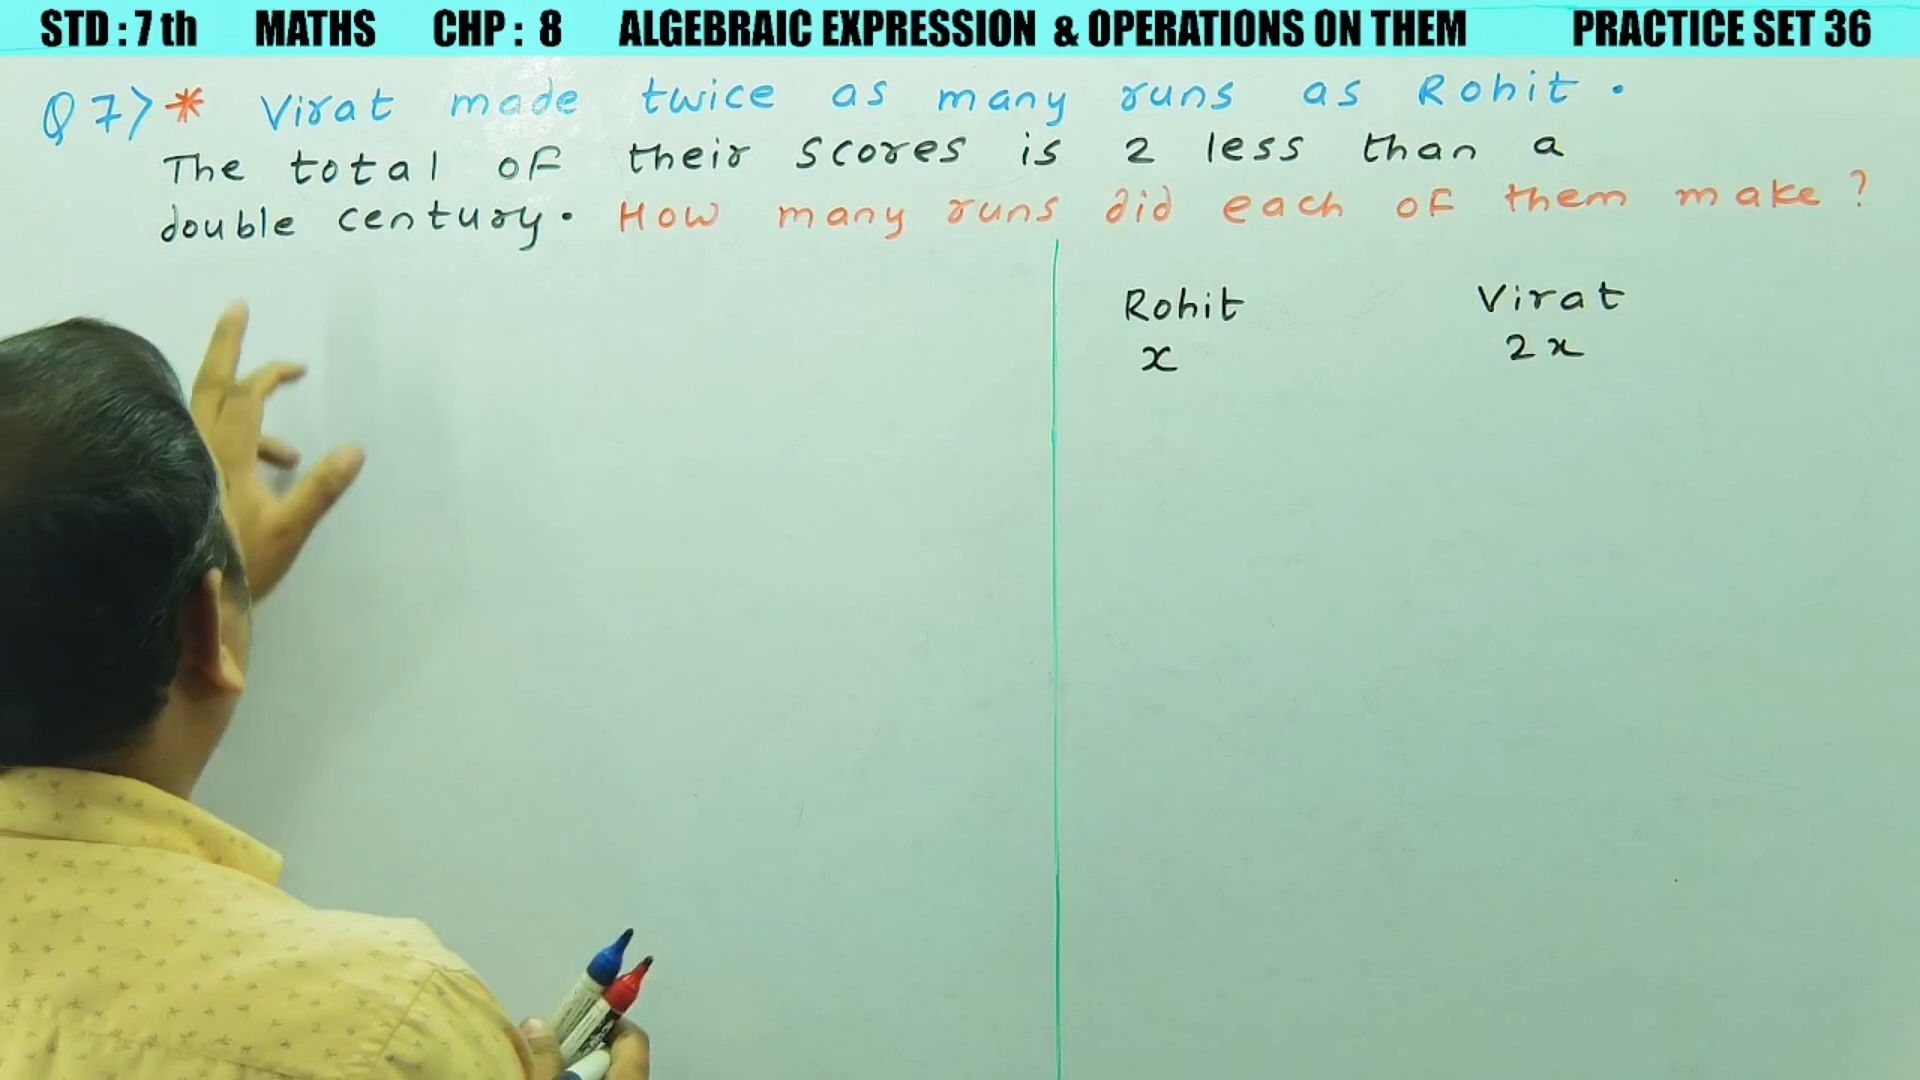 STD : 7 th MATHS CHP : 8 ALGEBRAIC EXPRESSION & OPERATIONS ON THEM PRACTICE SET 36
Q 7> * Virat made twice as many runs as Rohit.
The total of their scores is 2 less than a
double century. How many runs did each of them make?
Rohit Virat
x 2x